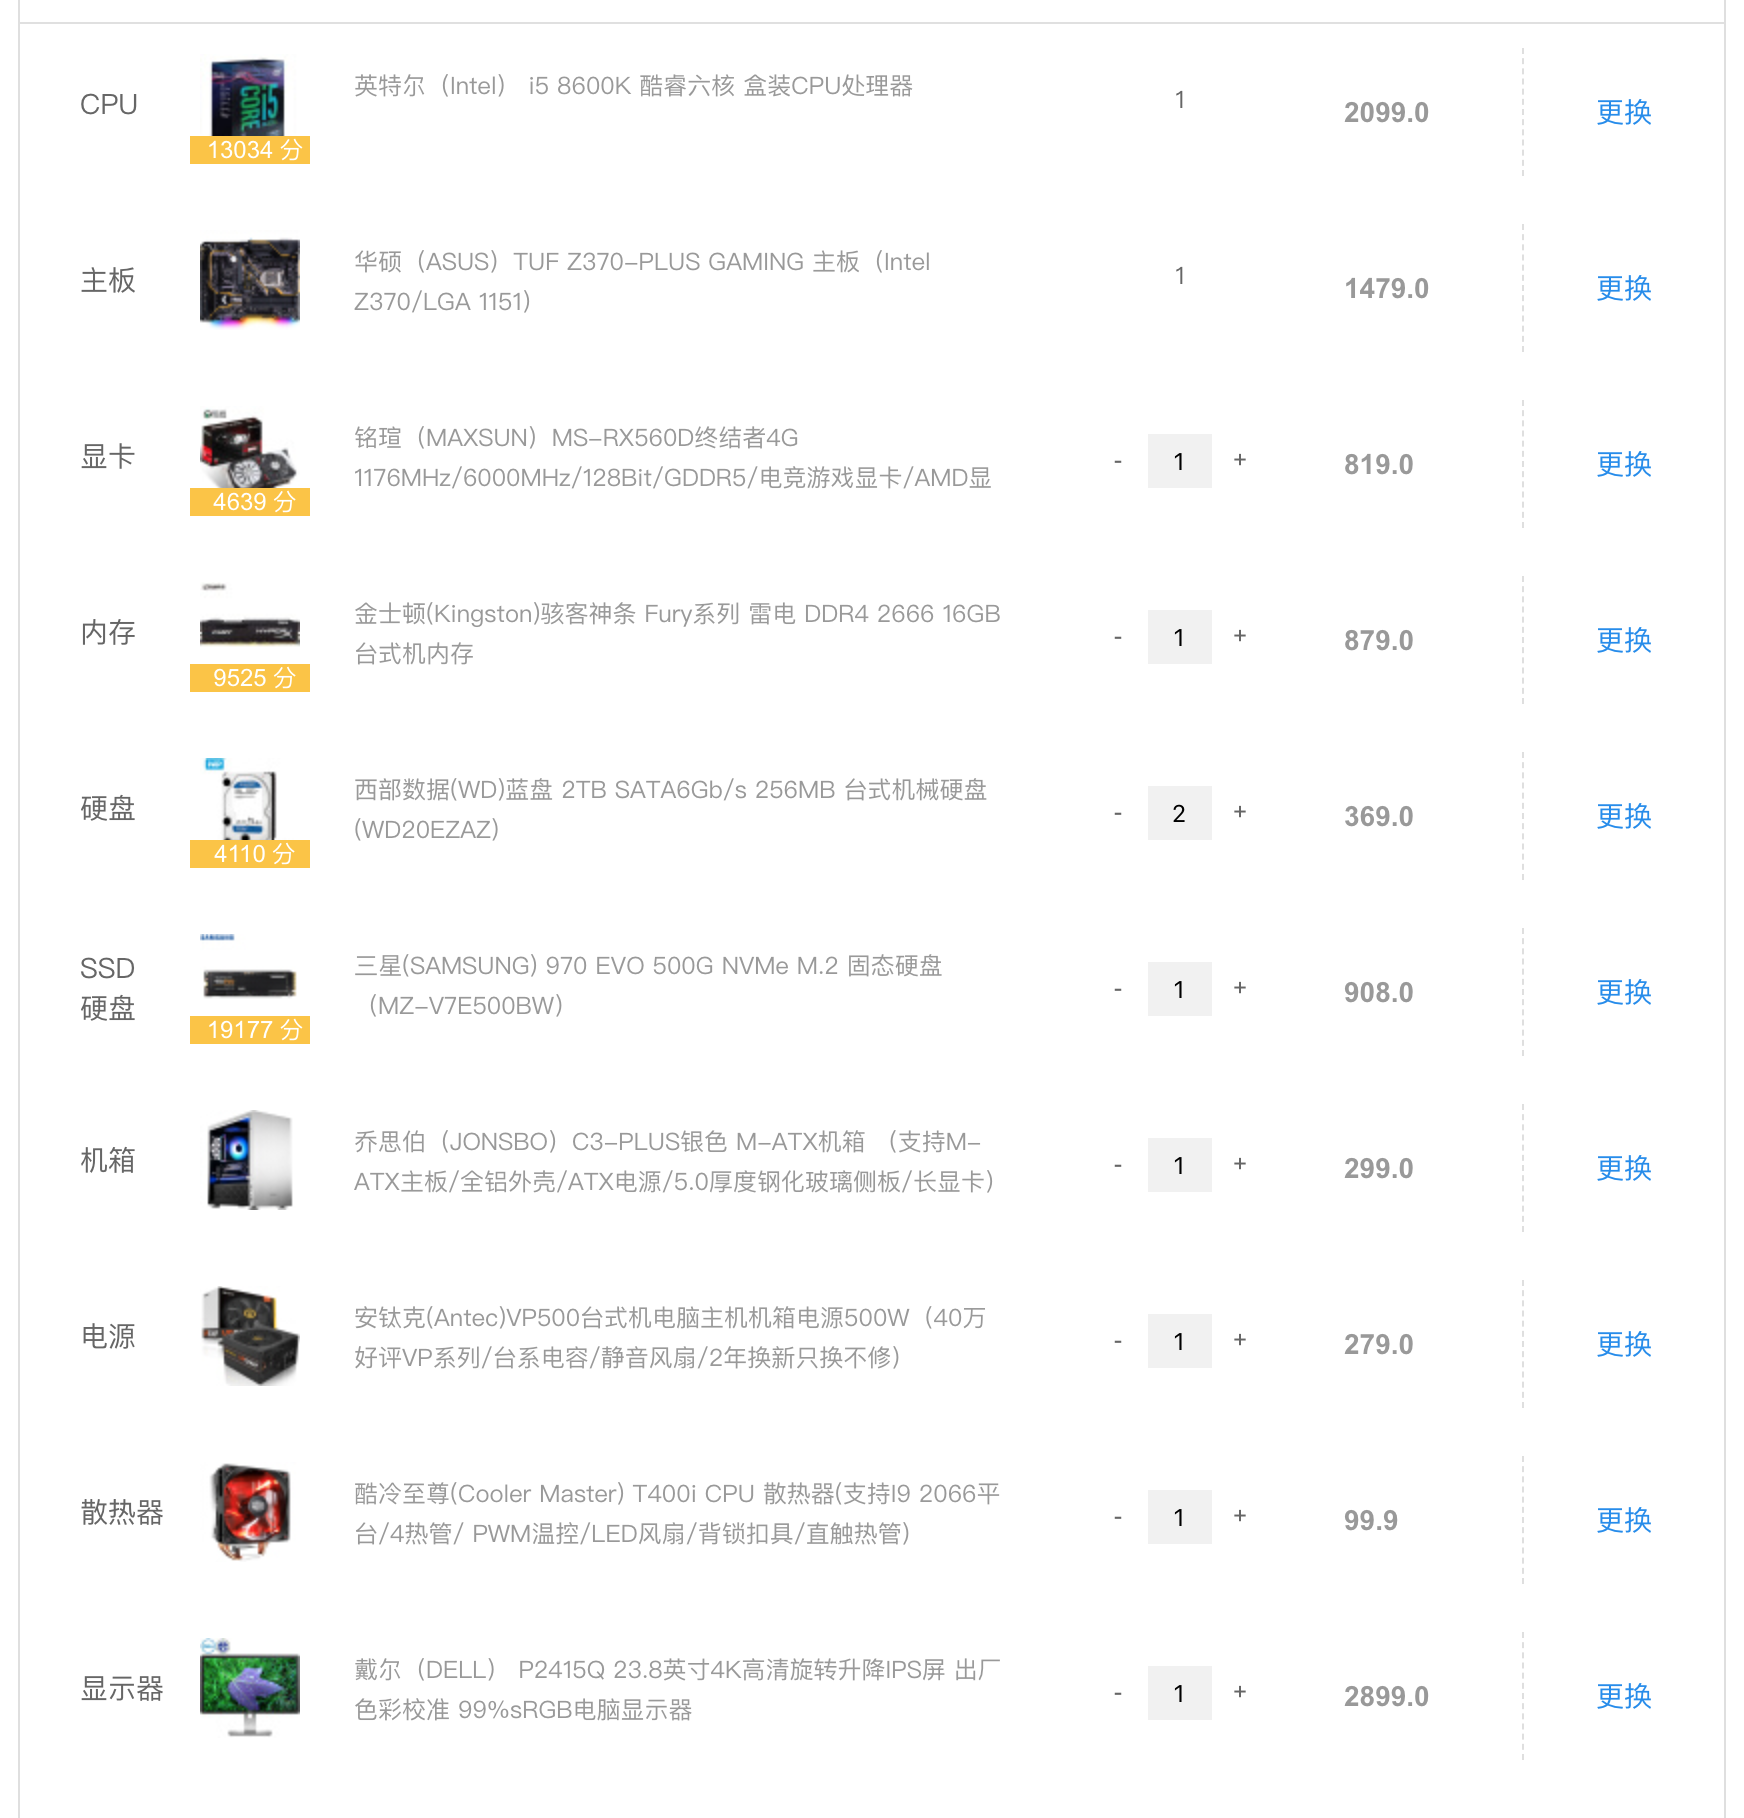 CPU
13034 分
英特尔（Intel） i5 8600K 酷睿六核 盒装CPU处理器
1
2099.0
更换
主板
华硕（ASUS）TUF Z370-PLUS GAMING 主板（Intel
Z370/LGA 1151）
1
1479.0
更换
显卡
4639 分
铭瑄（MAXSUN）MS-RX560D终结者4G
1176MHz/6000MHz/128Bit/GDDR5/电竞游戏显卡/AMD显
- 1 +
819.0
更换
内存
9525 分
金士顿(Kingston)骇客神条 Fury系列 雷电 DDR4 2666 16GB
台式机内存
- 1 +
879.0
更换
硬盘
4110 分
西部数据(WD)蓝盘 2TB SATA6Gb/s 256MB 台式机械硬盘
(WD20EZAZ)
- 2 +
369.0
更换
SSD
硬盘
19177 分
三星(SAMSUNG) 970 EVO 500G NVMe M.2 固态硬盘
（MZ-V7E500BW）
- 1 +
908.0
更换
机箱
乔思伯（JONSBO）C3-PLUS银色 M-ATX机箱 （支持M-
ATX主板/全铝外壳/ATX电源/5.0厚度钢化玻璃侧板/长显卡）
- 1 +
299.0
更换
电源
安钛克(Antec)VP500台式机电脑主机机箱电源500W（40万
好评VP系列/台系电容/静音风扇/2年换新只换不修）
- 1 +
279.0
更换
散热器
酷冷至尊(Cooler Master) T400i CPU 散热器(支持I9 2066平
台/4热管/ PWM温控/LED风扇/背锁扣具/直触热管)
- 1 +
99.9
更换
显示器
戴尔（DELL） P2415Q 23.8英寸4K高清旋转升降IPS屏 出厂
色彩校准 99%sRGB电脑显示器
- 1 +
2899.0
更换